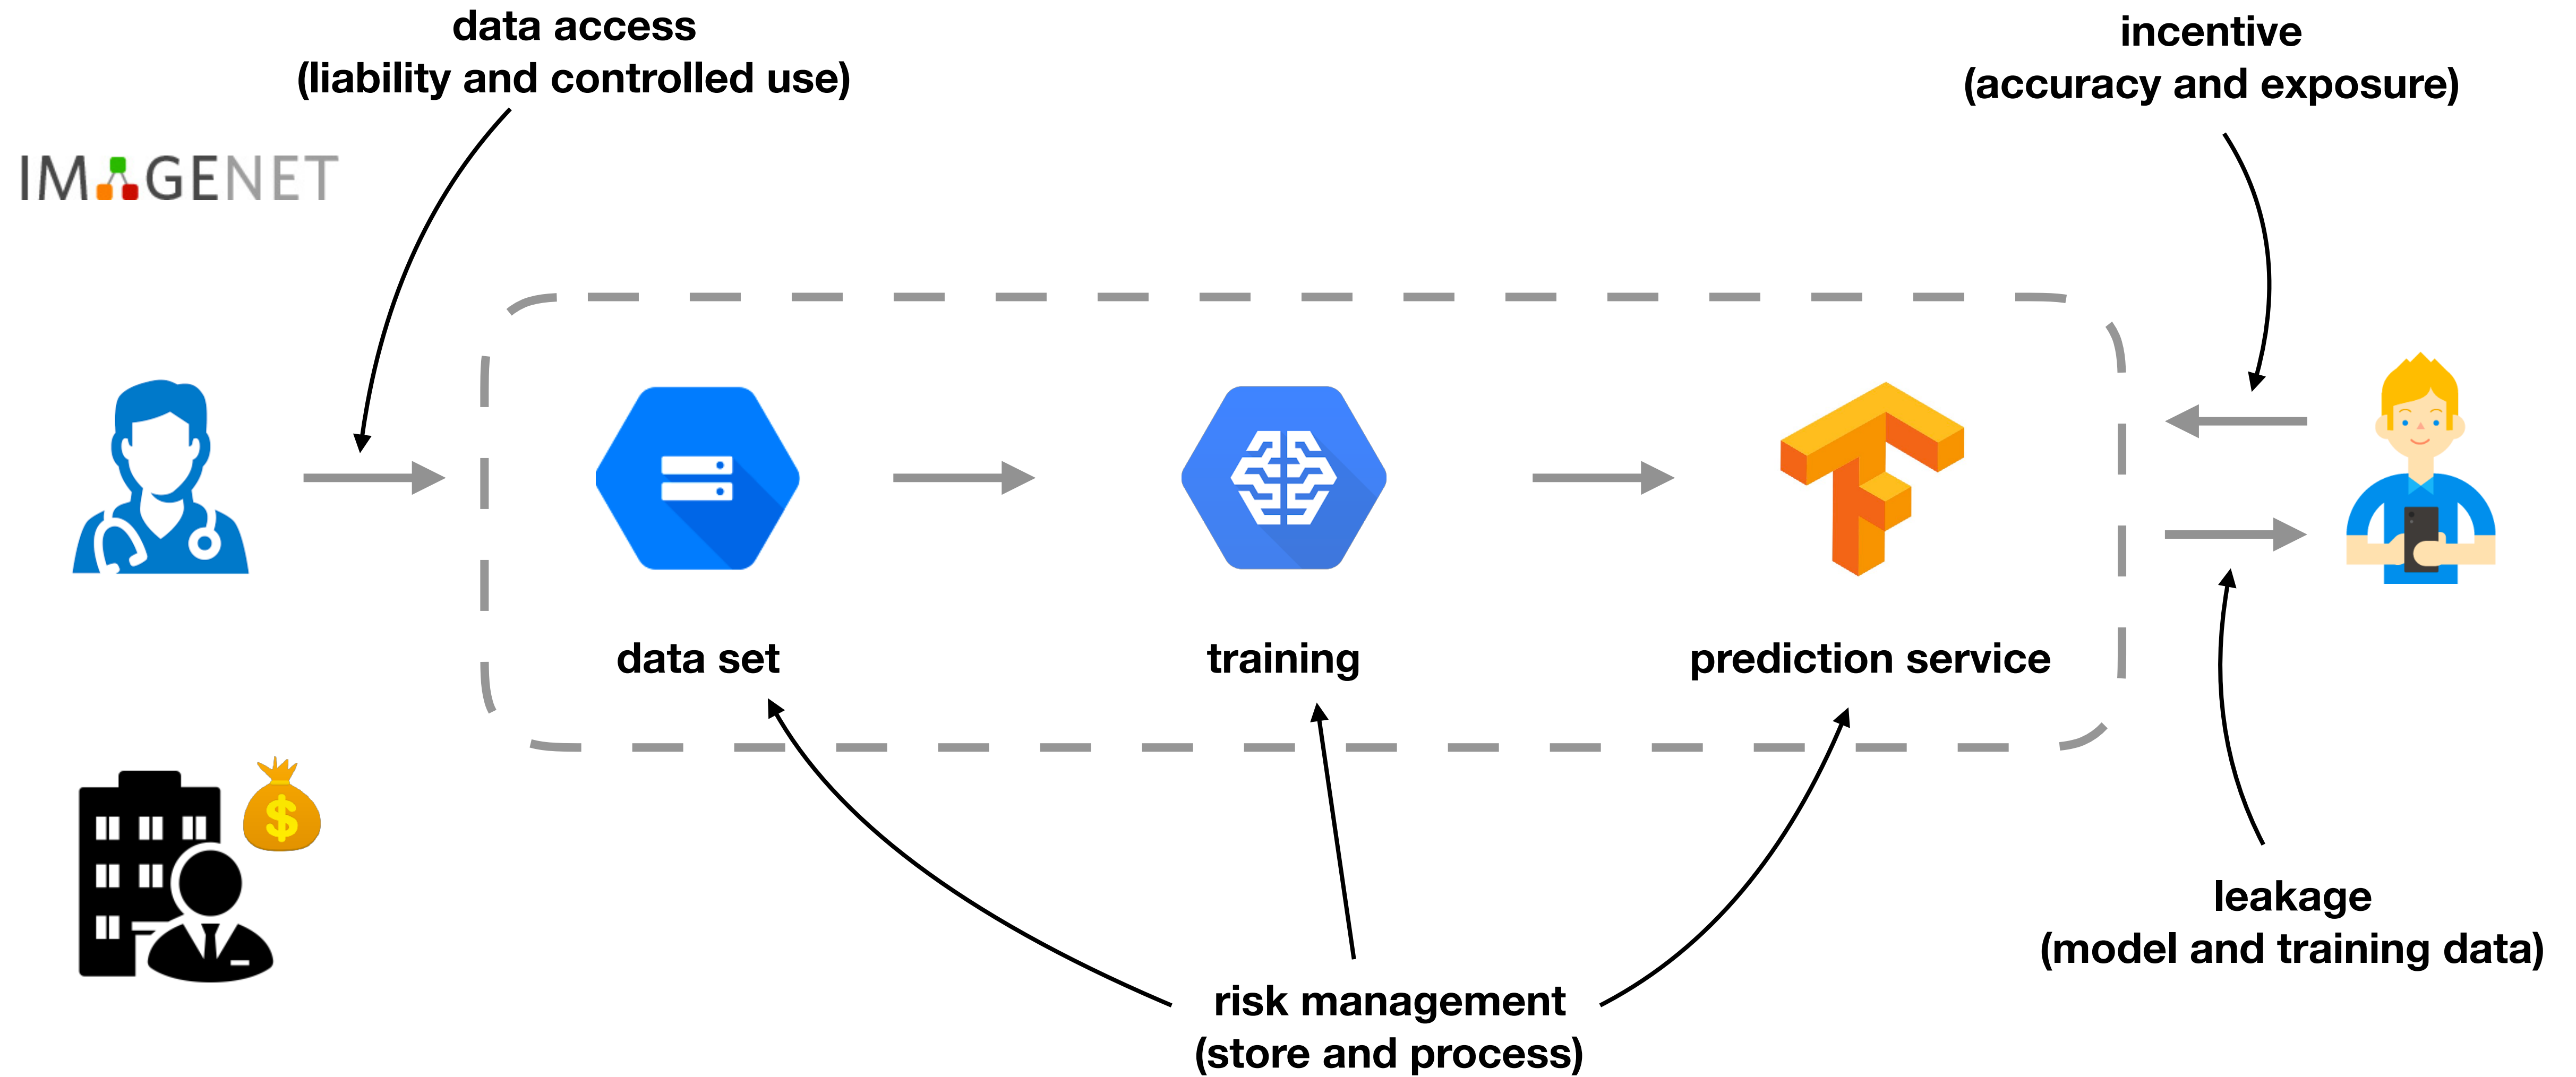 data access
(liability and controlled use)
incentive
(accuracy and exposure)
IMAGENET
$
data set
training
prediction service
leakage
(model and training data)
risk management
(store and process)